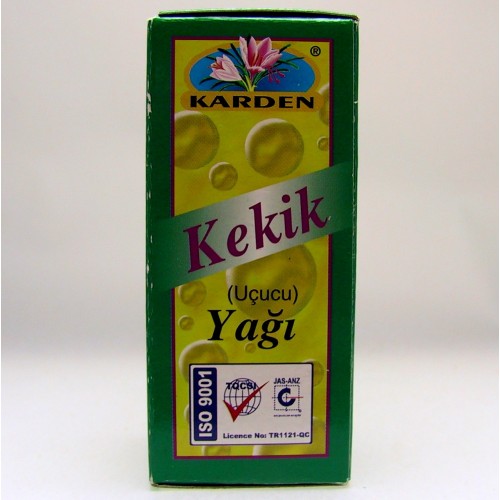 ®
KARDEN
Kekik
(Uçucu)
Yağı
ISO 9001
TQCSI
JAS-ANZ
Licence No: TR1121-QC